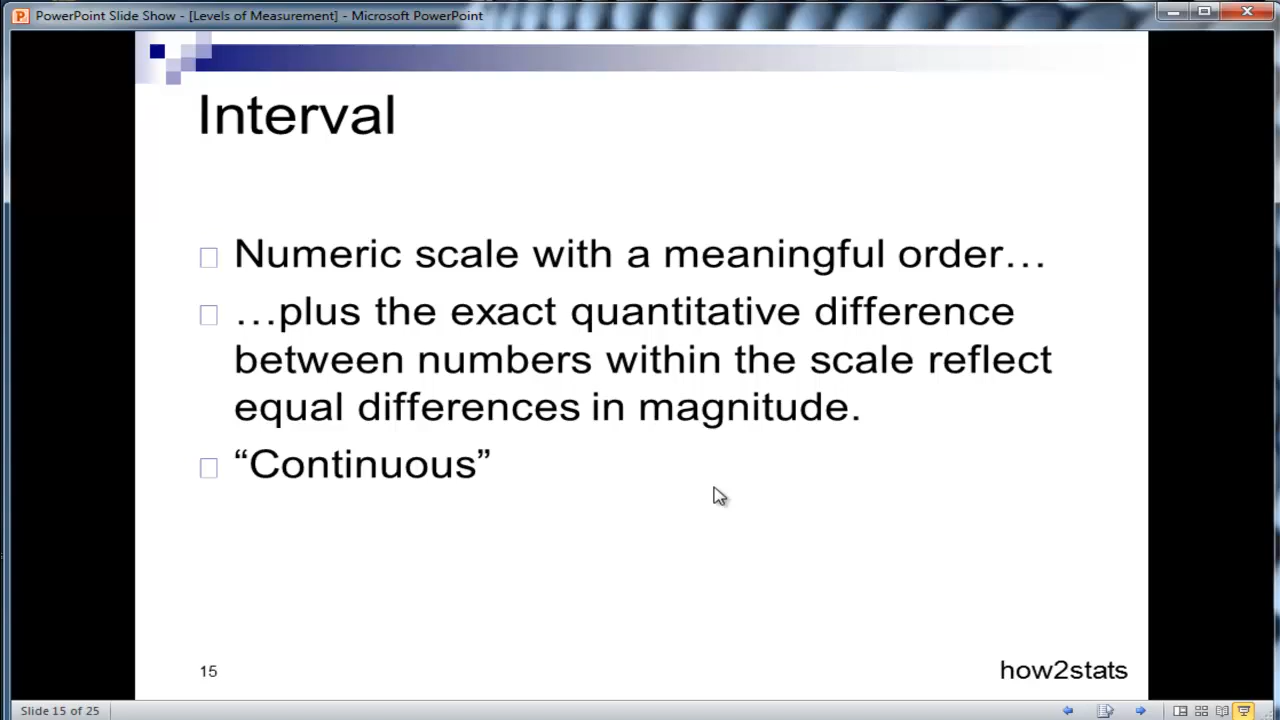 PowerPoint Slide Show - [Levels of Measurement] - Microsoft PowerPoint
Interval
Numeric scale with a meaningful order…
…plus the exact quantitative difference
between numbers within the scale reflect
equal differences in magnitude.
“Continuous”
15
how2stats
Slide 15 of 25